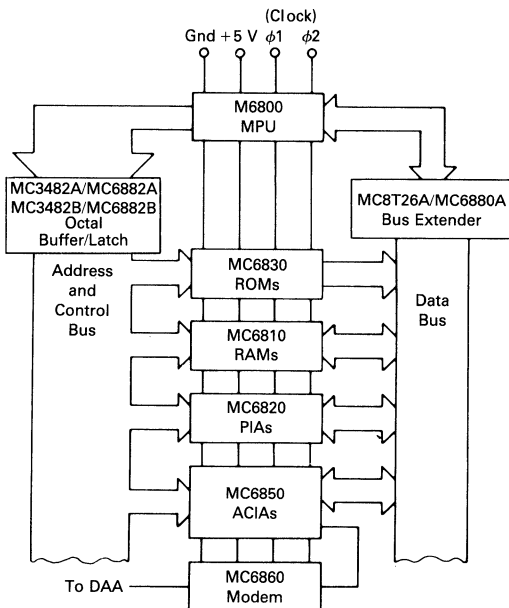 (Clock)
Gnd +5 V ϕ1 ϕ2
M6800
MPU
MC3482A/MC6882A
MC3482B/MC6882B
Octal
Buffer/Latch
MC8T26A/MC6880A
Bus Extender
Address
and
Control
Bus
MC6830
ROMs
Data
Bus
MC6810
RAMs
MC6820
PIAs
MC6850
ACIAs
To DAA
MC6860
Modem